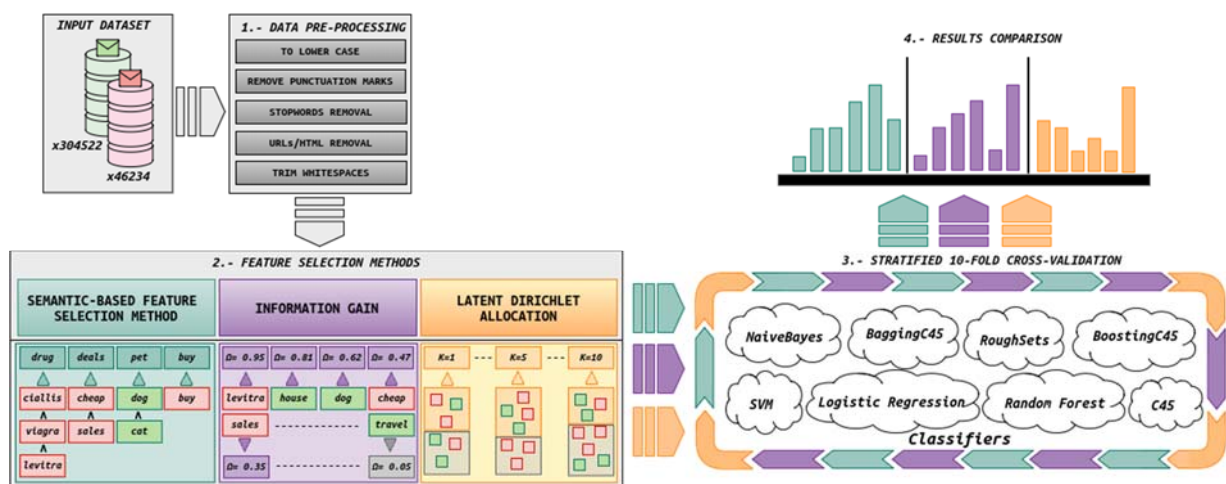 INPUT DATASET
x304522
x46234
1.- DATA PRE-PROCESSING
TO LOWER CASE
REMOVE PUNCTUATION MARKS
STOPWORDS REMOVAL
URLs/HTML REMOVAL
TRIM WHITESPACES
2.- FEATURE SELECTION METHODS
SEMANTIC-BASED FEATURE
SELECTION METHOD
drug deals pet buy
ciallis cheap dog buy
viagra sales cat
levitra
INFORMATION GAIN
Ω= 0.95 Ω= 0.81 Ω= 0.62 Ω= 0.47
levitra house dog cheap
sales travel
Ω= 0.35 Ω= 0.05
LATENT DIRICHLET
ALLOCATION
K=1 K=5 K=10
3.- STRATIFIED 10-FOLD CROSS-VALIDATION
NaiveBayes BaggingC45 RoughSets BoostingC45
SVM Logistic Regression Random Forest C45
Classifiers
4.- RESULTS COMPARISON